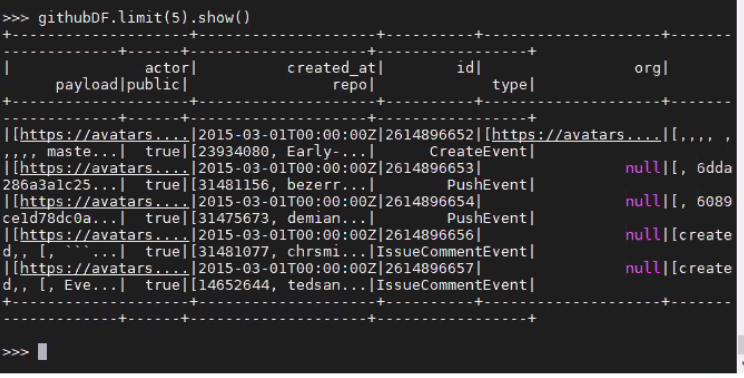 >>> githubDF.limit(5).show()
+--------------------+--------------------+----------+--------------------+-------
-------------+------+--------------------+-----------------+
|               actor|          created_at|        id|                 org|
      payload|public|                repo|             type|
+--------------------+--------------------+----------+--------------------+-------
-------------+------+--------------------+-----------------+
|[https://avatars....|2015-03-01T00:00:00Z|2614896652|[https://avatars....|[,,,, ,
,,,, maste...|  true|[23934080, Early-...|      CreateEvent|
|[https://avatars....|2015-03-01T00:00:00Z|2614896653|                null|[, 6dda
286a3a1c25...|  true|[31481156, bezerr...|        PushEvent|
|[https://avatars....|2015-03-01T00:00:00Z|2614896654|                null|[, 6089
ce1d78dc0a...|  true|[31475673, demian...|        PushEvent|
|[https://avatars....|2015-03-01T00:00:00Z|2614896656|                null|[create
d,, [, ```...|  true|[31481077, chrsmi...|IssueCommentEvent|
|[https://avatars....|2015-03-01T00:00:00Z|2614896657|                null|[create
d,, [, Eve...|  true|[14652644, tedsan...|IssueCommentEvent|
+--------------------+--------------------+----------+--------------------+-------
-------------+------+--------------------+-----------------+
>>>